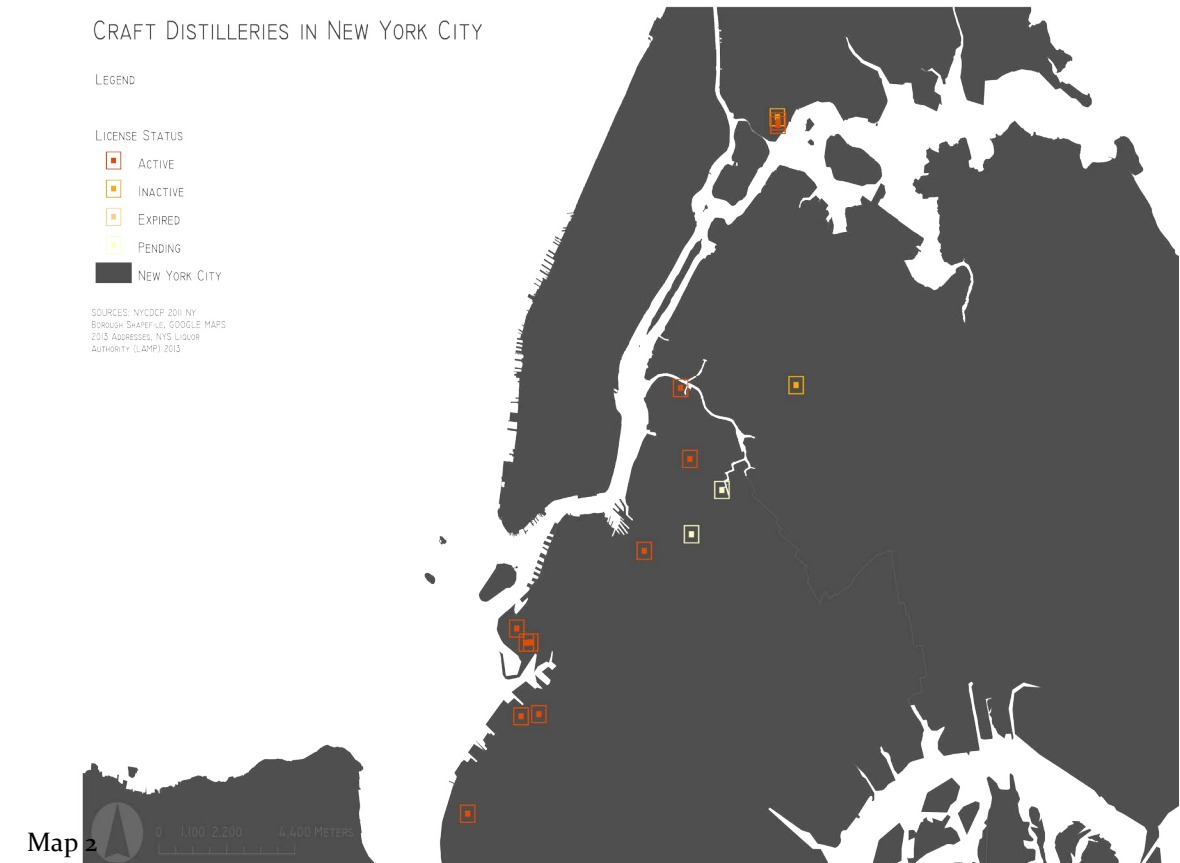 CRAFT DISTILLERIES IN NEW YORK CITY
LEGEND
LICENSE STATUS
ACTIVE
INACTIVE
EXPIRED
PENDING
NEW YORK CITY
SOURCES: NYCDCP 2011 NY
BOROUGH SHAPEFILE, GOOGLE MAPS
2013 ADDRESSES, NYS LIQUOR
AUTHORITY (LAMP) 2013
0 1,100 2,200 4,400 METERS
Map 2